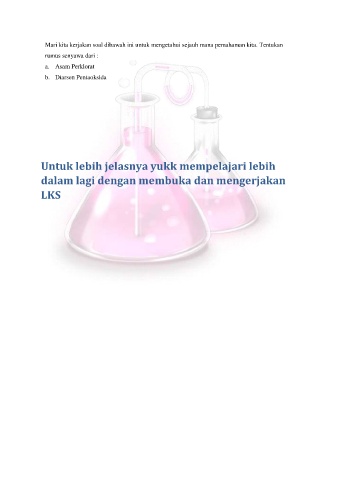 Mari kita kerjakan soal dibawah ini untuk mengetahui sejauh mana pemahaman kita. Tentukan
rumus senyawa dari :
a. Asam Perklorat
b. Diarsen Pentaoksida
Untuk lebih jelasnya yukk mempelajari lebih
dalam lagi dengan membuka dan mengerjakan
LKS